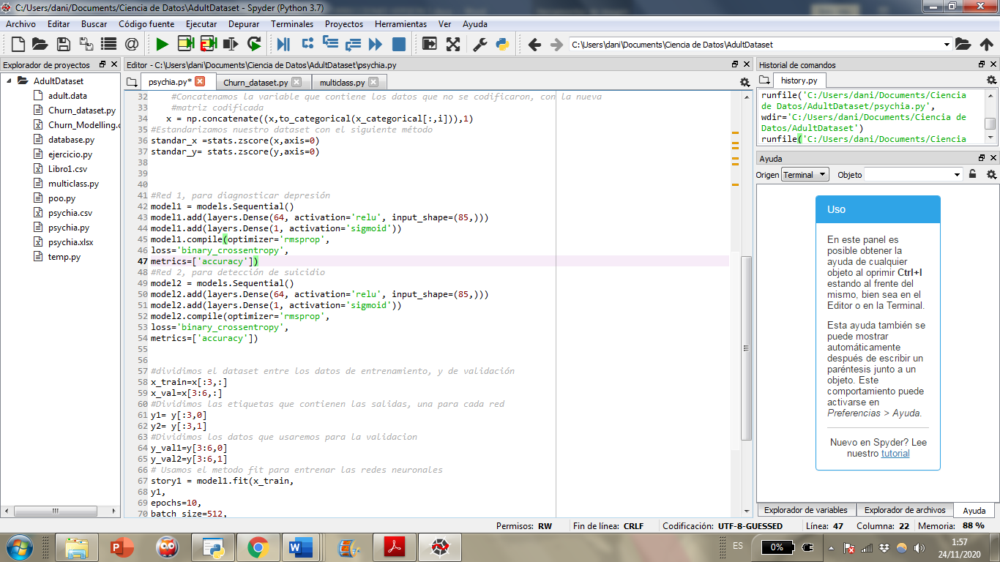 C:/Users/dani/Documents/Ciencia de Datos\AdultDataset - Spyder (Python 3.7)
Archivo Editar Buscar Código fuente Ejecutar Depurar Terminales Proyectos Herramientas Ver Ayuda
C:\Users\dani\Documents\Ciencia de Datos\AdultDataset
Explorador de proyectos
AdultDataset
adult.data
Churn_dataset.py
Churn_Modelling.c
database.py
ejercicio.py
Libro1.csv
multiclass.py
poo.py
psychia.csv
psychia.py
psychia.xlsx
temp.py
Editor - C:\Users\dani\Documents\Ciencia de Datos\AdultDataset\psychia.py
psychia.py* Churn_dataset.py multiclass.py
32 #Concatenamos la variable que contiene los datos que no se codificaron, con la nueva
33 #matriz codificada
34 x = np.concatenate((x,to_categorical(x_categorical[:,i])),1)
35 #Estandarizamos nuestro dataset con el siguiente método
36 standar_x =stats.zscore(x,axis=0)
37 standar_y= stats.zscore(y,axis=0)
38
39
40
41 #Red 1, para diagnosticar depresión
42 model1 = models.Sequential()
43 model1.add(layers.Dense(64, activation='relu', input_shape=(85,)))
44 model1.add(layers.Dense(1, activation='sigmoid'))
45 model1.compile(optimizer='rmsprop',
46 loss='binary_crossentropy',
47 metrics=['accuracy'])
48 #Red 2, para detección de suicidio
49 model2 = models.Sequential()
50 model2.add(layers.Dense(64, activation='relu', input_shape=(85,)))
51 model2.add(layers.Dense(1, activation='sigmoid'))
52 model2.compile(optimizer='rmsprop',
53 loss='binary_crossentropy',
54 metrics=['accuracy'])
55
56
57 #dividimos el dataset entre los datos de entrenamiento, y de validación
58 x_train=x[:3,:]
59 x_val=x[3:6,:]
60 #Dividimos las etiquetas que contienen las salidas, una para cada red
61 y1= y[:3,0]
62 y2= y[:3,1]
63 #Dividimos los datos que usaremos para la validacion
64 y_val1=y[3:6,0]
65 y_val2=y[3:6,1]
66 # Usamos el metodo fit para entrenar las redes neuronales
67 story1 = model1.fit(x_train,
68 y1,
69 epochs=10,
70 batch_size=512,
Historial de comandos
history.py
runfile('C:/Users/dani/Documents/Ciencia
de Datos/AdultDataset/psychia.py',
wdir='C:/Users/dani/Documents/Ciencia de
Datos/AdultDataset')
runfile('C:/Users/dani/Documents/Ciencia
Ayuda
Origen Terminal Objeto
Uso
En este panel es
posible obtener la
ayuda de cualquier
objeto al oprimir Ctrl+I
estando al frente del
mismo, bien sea en el
Editor o en la Terminal.
Esta ayuda también se
puede mostrar
automáticamente
después de escribir un
paréntesis junto a un
objeto. Este
comportamiento puede
activarse en
Preferencias > Ayuda.
Nuevo en Spyder? Lee
nuestro tutorial
Explorador de variables Explorador de archivos Ayuda
Permisos: RW Fin de línea: CRLF Codificación: UTF-8-GUESSED Línea: 47 Columna: 22 Memoria: 88 %
ES 0% 1:57
24/11/2020